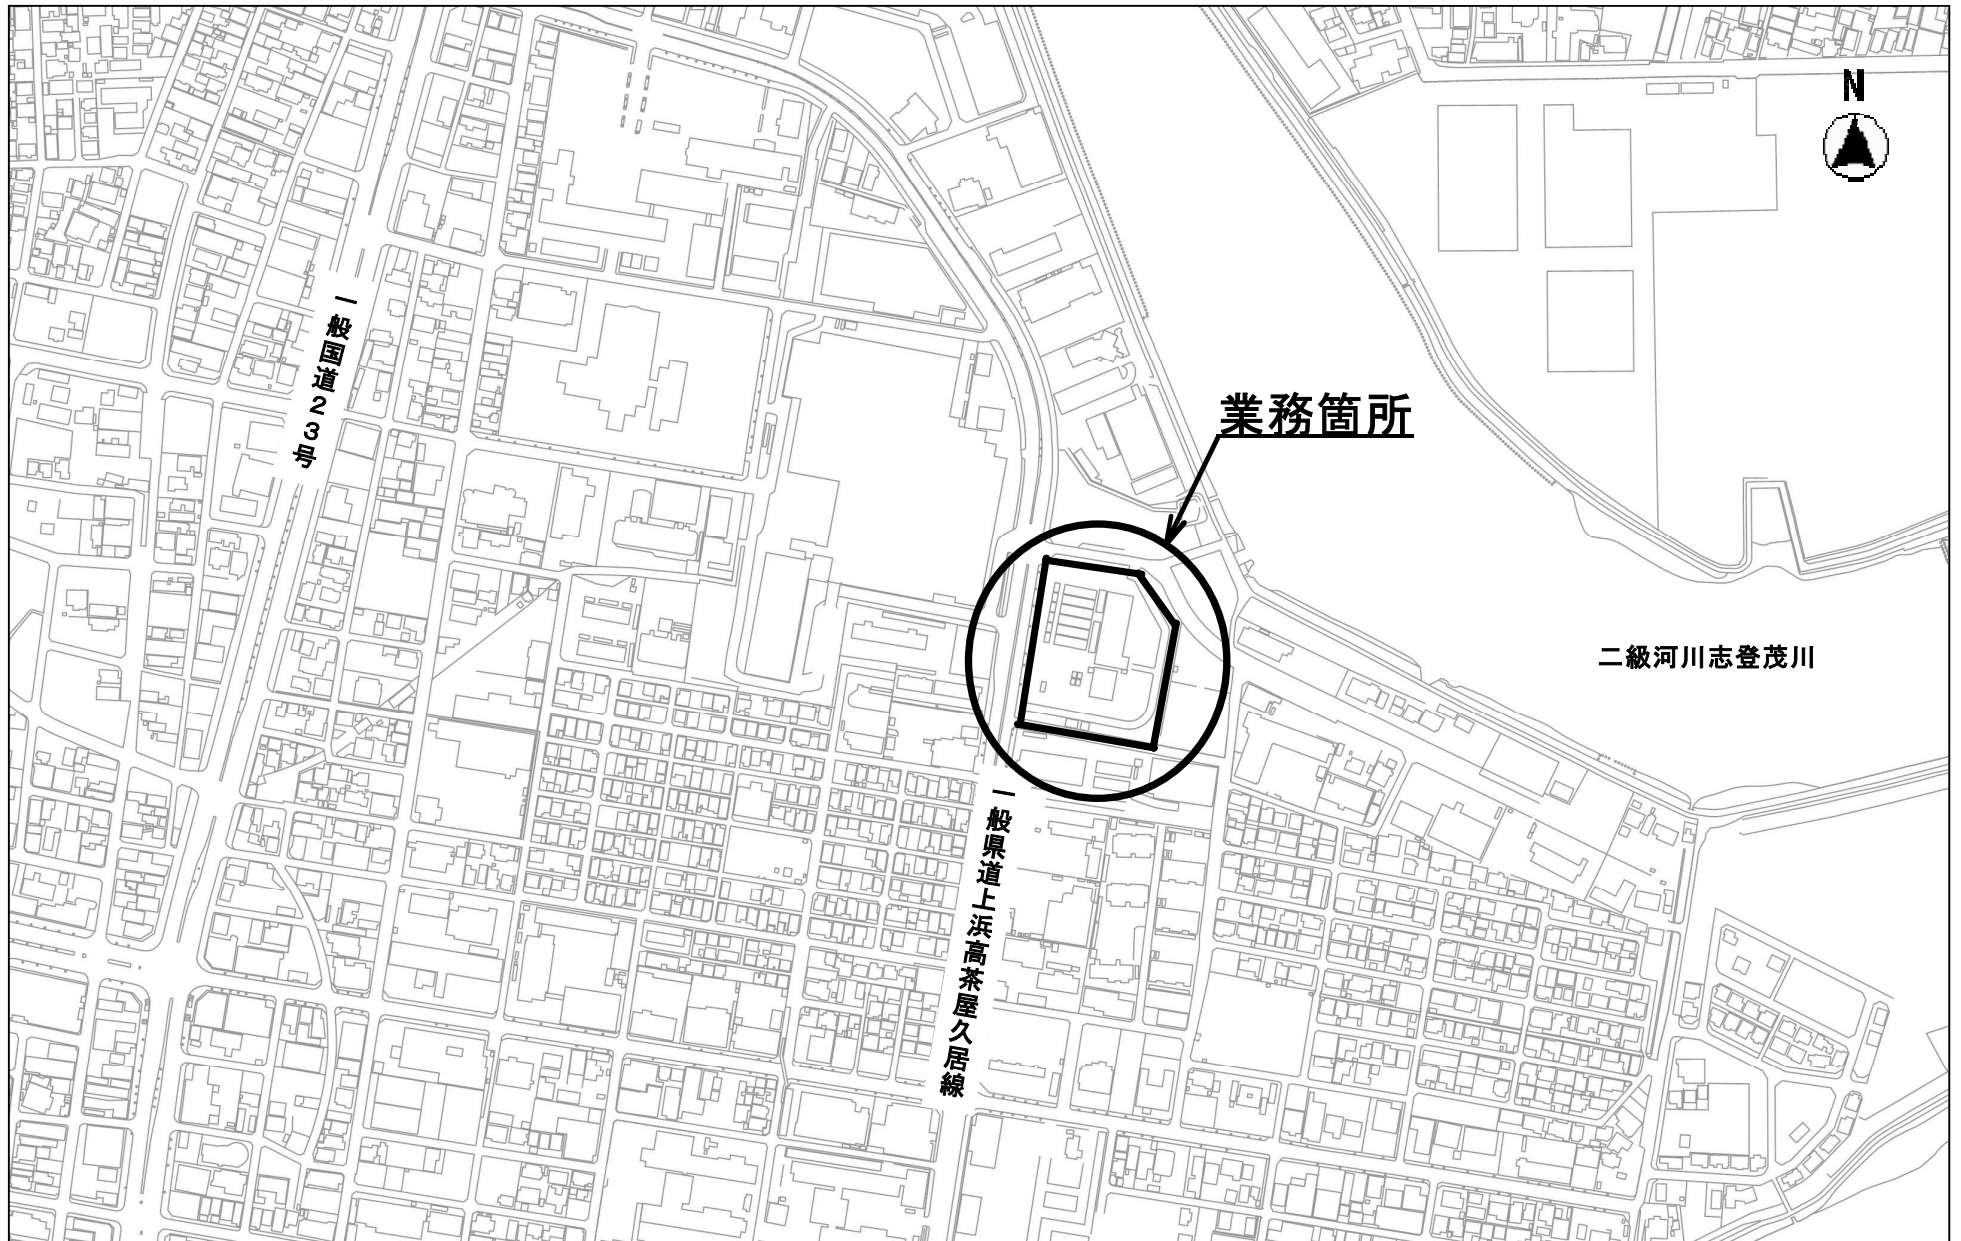 N
一般国道23号
業務箇所
二級河川志登茂川
一般県道上浜高茶屋久居線